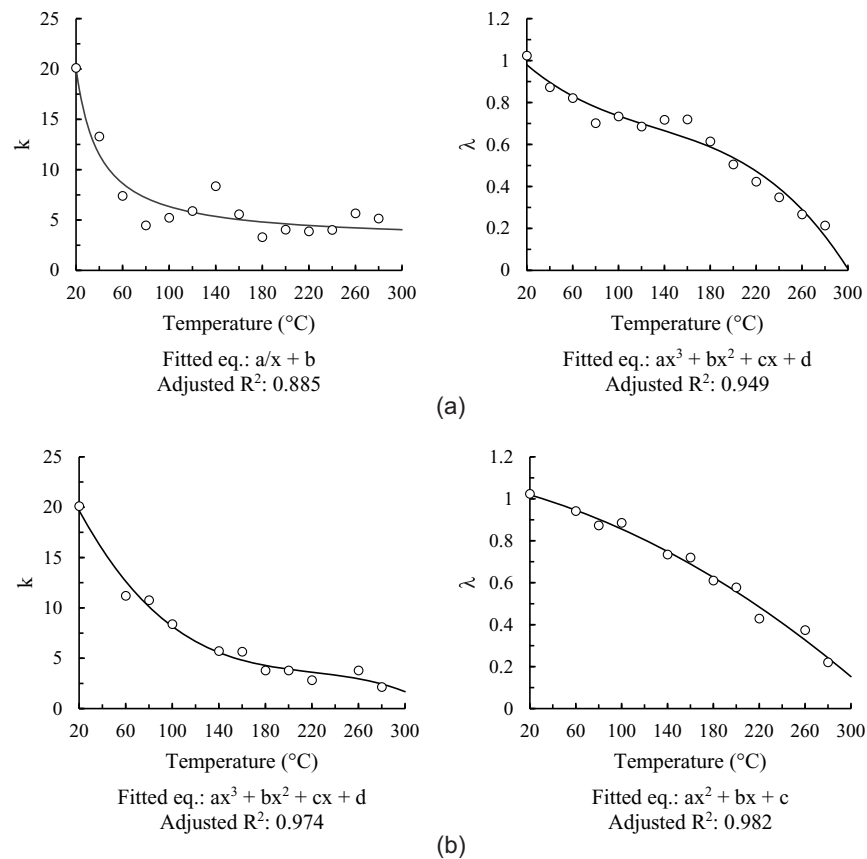 25
20
15
10
5
0
k
20 60 100 140 180 220 260 300
Temperature (°C)
Fitted eq.: a/x + b
Adjusted R²: 0.885
1.2
1
0.8
0.6
0.4
0.2
0
λ
20 60 100 140 180 220 260 300
Temperature (°C)
Fitted eq.: ax³ + bx² + cx + d
Adjusted R²: 0.949
(a)
25
20
15
10
5
0
k
20 60 100 140 180 220 260 300
Temperature (°C)
Fitted eq.: ax³ + bx² + cx + d
Adjusted R²: 0.974
1.2
1
0.8
0.6
0.4
0.2
0
λ
20 60 100 140 180 220 260 300
Temperature (°C)
Fitted eq.: ax² + bx + c
Adjusted R²: 0.982
(b)